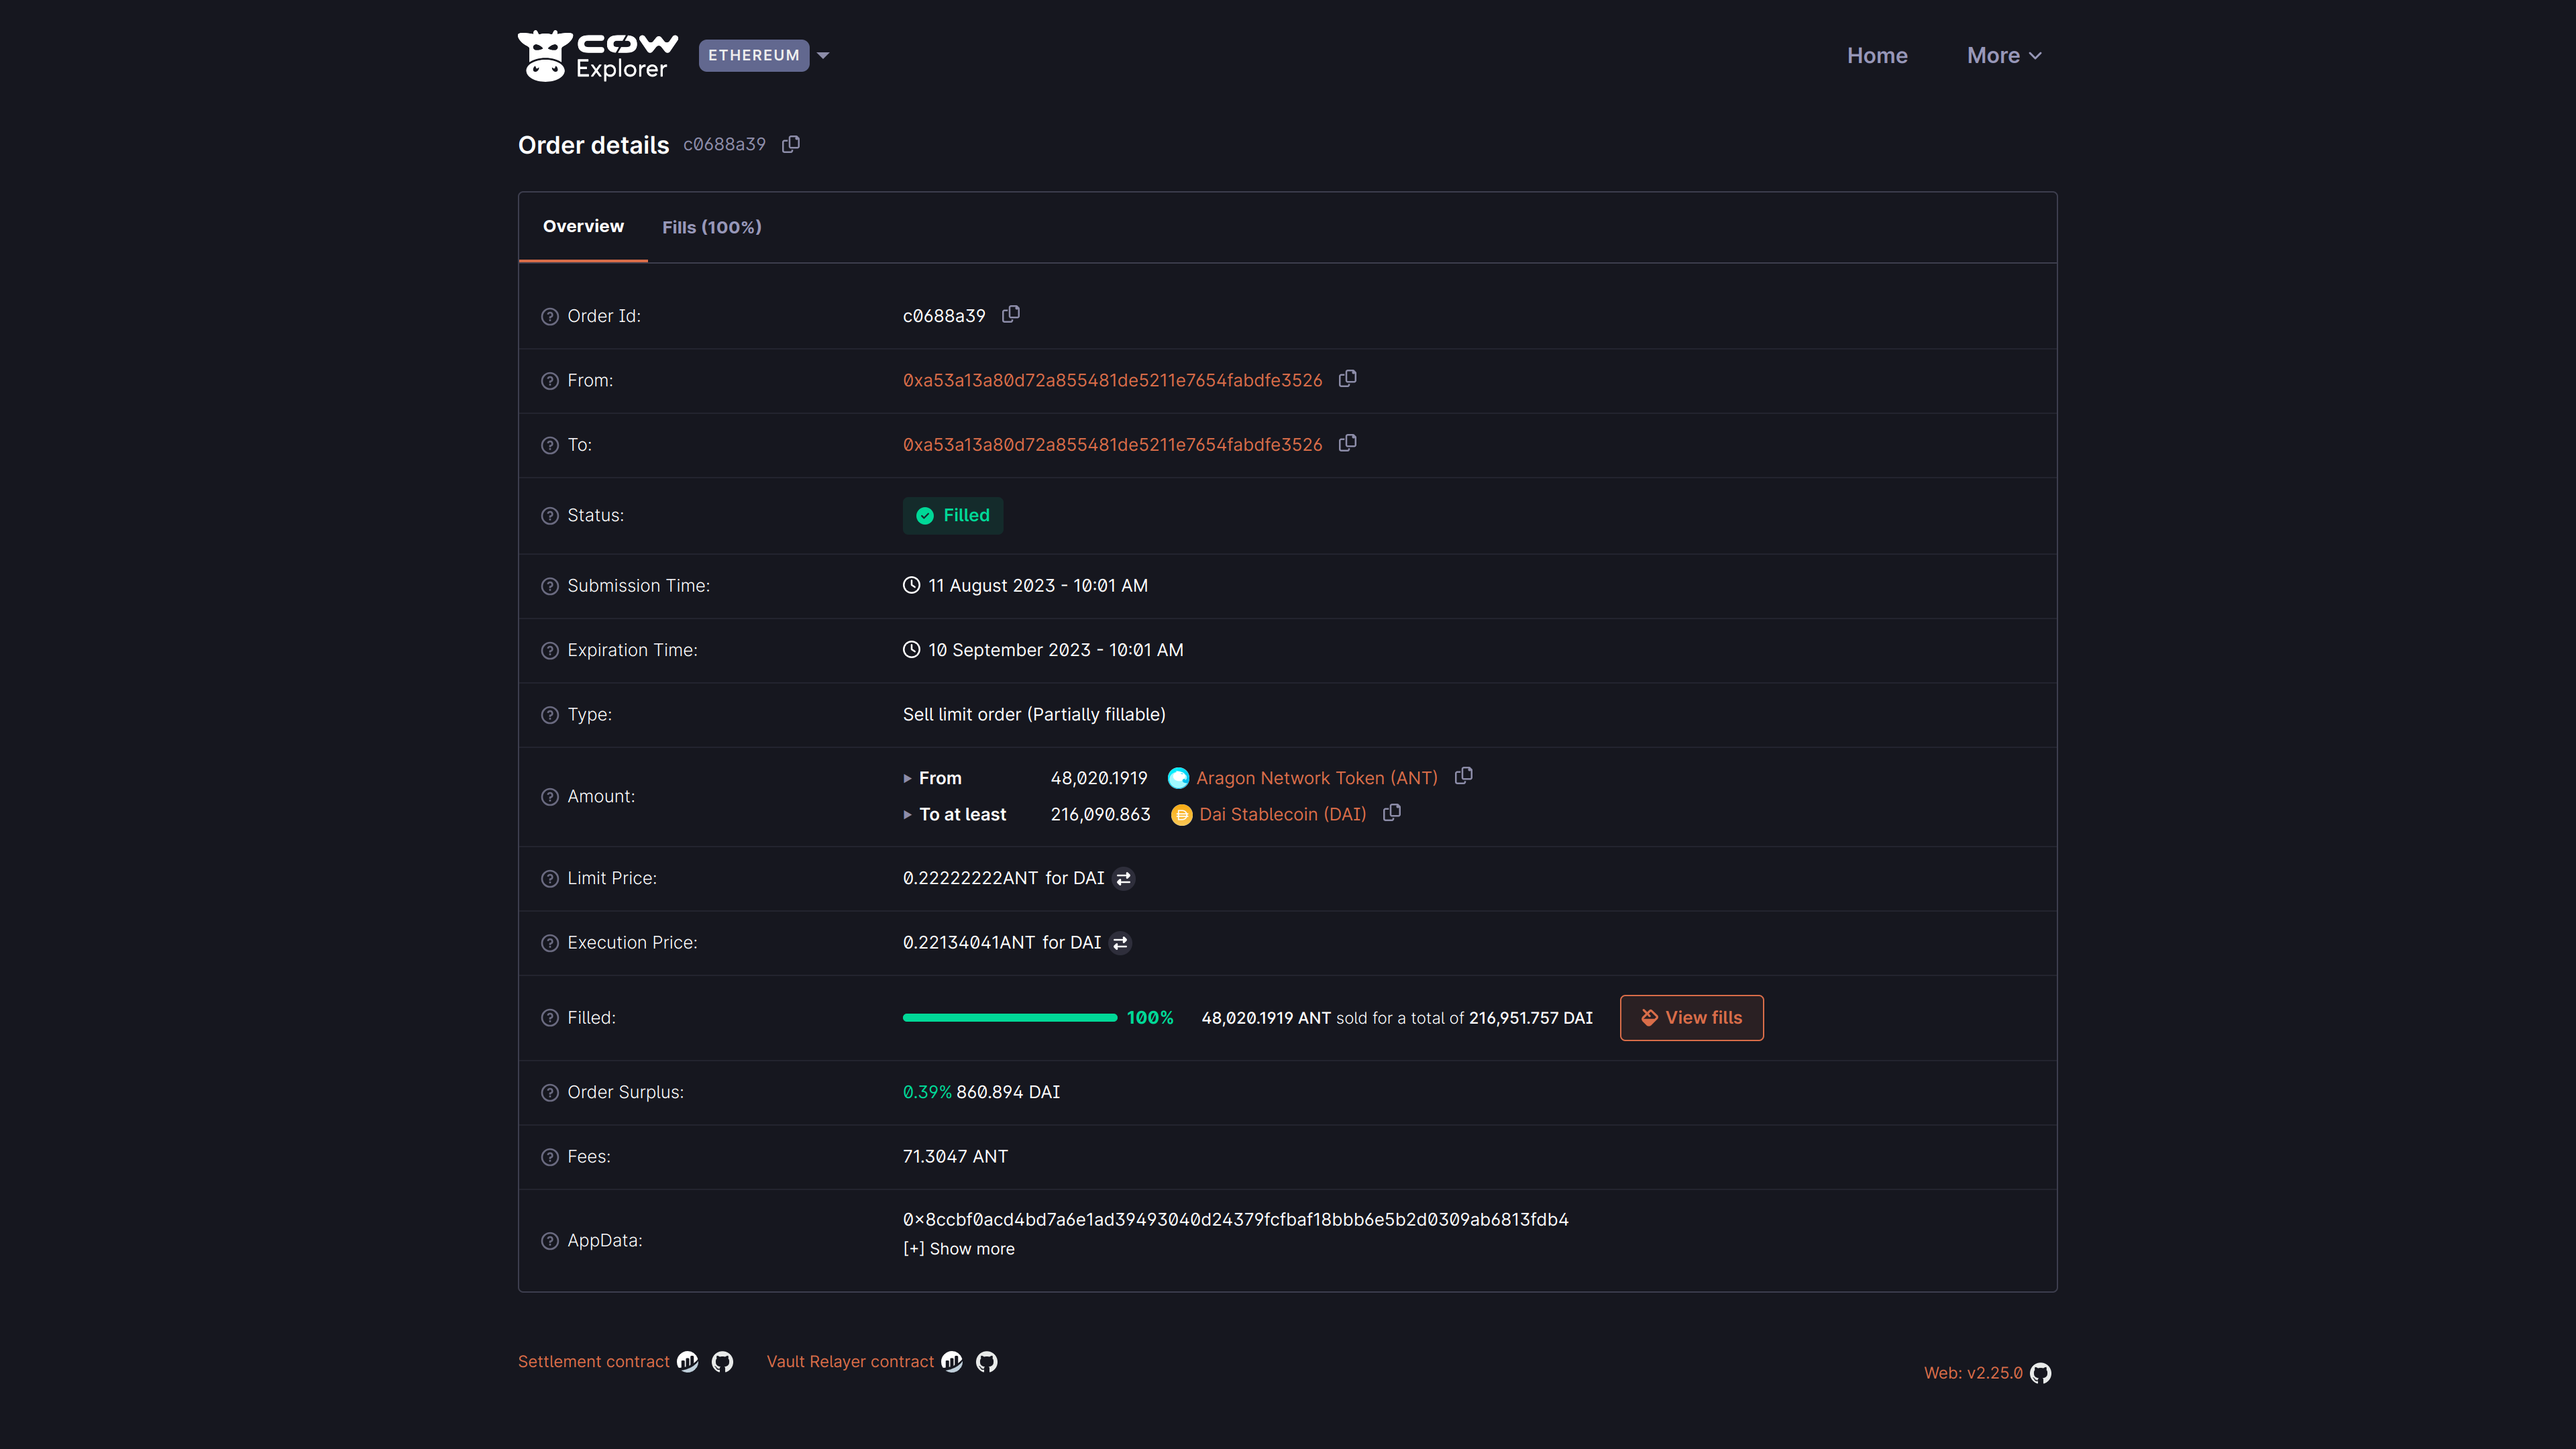 COW
Explorer
ETHEREUM
Home
More
Order details c0688a39
Overview
Fills (100%)
Order Id: c0688a39
From: 0xa53a13a80d72a855481de5211e7654fabdfe3526
To: 0xa53a13a80d72a855481de5211e7654fabdfe3526
Status: Filled
Submission Time: 11 August 2023 - 10:01 AM
Expiration Time: 10 September 2023 - 10:01 AM
Type: Sell limit order (Partially fillable)
Amount:
From 48,020.1919 Aragon Network Token (ANT)
To at least 216,090.863 Dai Stablecoin (DAI)
Limit Price: 0.22222222ANT for DAI
Execution Price: 0.22134041ANT for DAI
Filled: 100% 48,020.1919 ANT sold for a total of 216,951.757 DAI View fills
Order Surplus: 0.39% 860.894 DAI
Fees: 71.3047 ANT
AppData: 0×8ccbf0acd4bd7a6e1ad39493040d24379fcfbaf18bbb6e5b2d0309ab6813fdb4
[+] Show more
Settlement contract
Vault Relayer contract
Web: v2.25.0